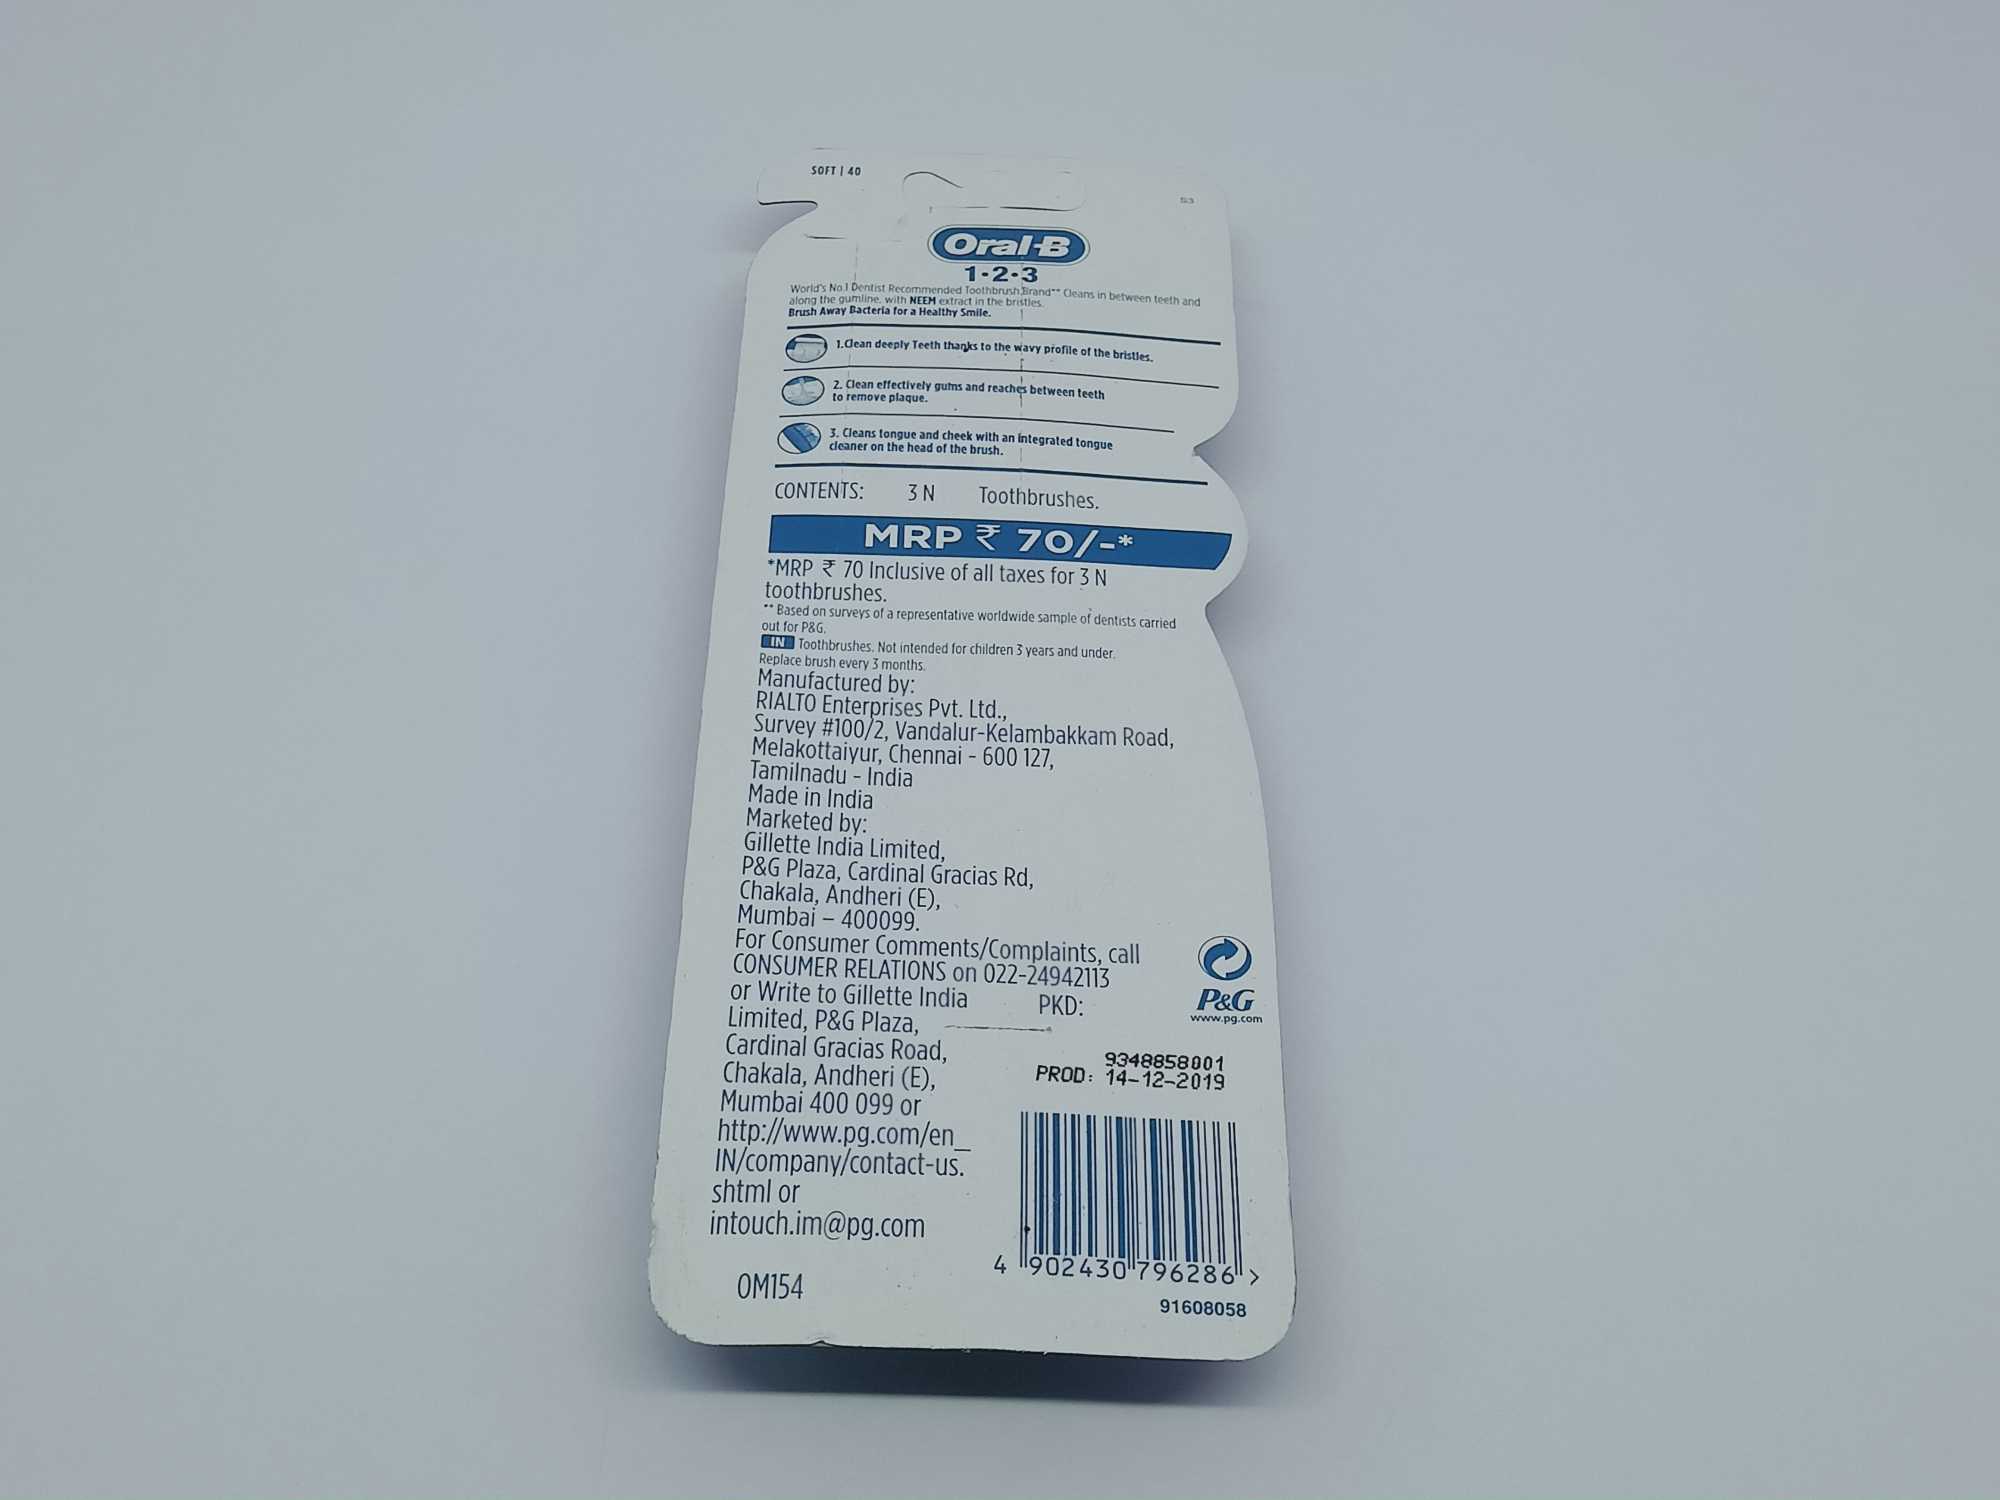 SOFT | 40
S3
Oral-B
1·2·3
World's No.1 Dentist Recommended Toothbrush Brand** Cleans in between teeth and
along the gumline, with NEEM extract in the bristles.
Brush Away Bacteria for a Healthy Smile.
1.Clean deeply Teeth thanks to the wavy profile of the bristles.
2. Clean effectively gums and reaches between teeth
to remove plaque.
3. Cleans tongue and cheek with an integrated tongue
cleaner on the head of the brush.
CONTENTS: 3 N Toothbrushes.
MRP ₹ 70/-*
*MRP ₹ 70 Inclusive of all taxes for 3 N
toothbrushes.
** Based on surveys of a representative worldwide sample of dentists carried
out for P&G.
IN Toothbrushes. Not intended for children 3 years and under.
Replace brush every 3 months.
Manufactured by:
RIALTO Enterprises Pvt. Ltd.,
Survey #100/2, Vandalur-Kelambakkam Road,
Melakottaiyur, Chennai - 600 127,
Tamilnadu - India
Made in India
Marketed by:
Gillette India Limited,
P&G Plaza, Cardinal Gracias Rd,
Chakala, Andheri (E),
Mumbai – 400099.
For Consumer Comments/Complaints, call
CONSUMER RELATIONS on 022-24942113
or Write to Gillette India
Limited, P&G Plaza,
Cardinal Gracias Road,
Chakala, Andheri (E),
Mumbai 400 099 or
http://www.pg.com/en_
IN/company/contact-us.
shtml or
intouch.im@pg.com
PKD:
P&G
www.pg.com
9348858001
PROD: 14-12-2019
4 902430 796286 >
91608058
OM154